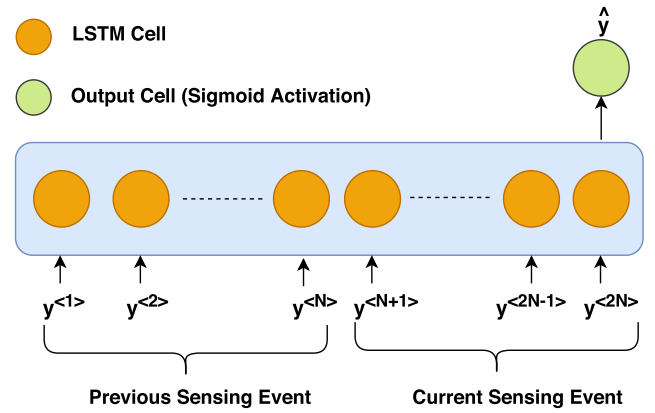 LSTM Cell
ŷ
Output Cell (Sigmoid Activation)
y<1> y<2> y<N> y<N+1> y<2N-1> y<2N>
Previous Sensing Event Current Sensing Event